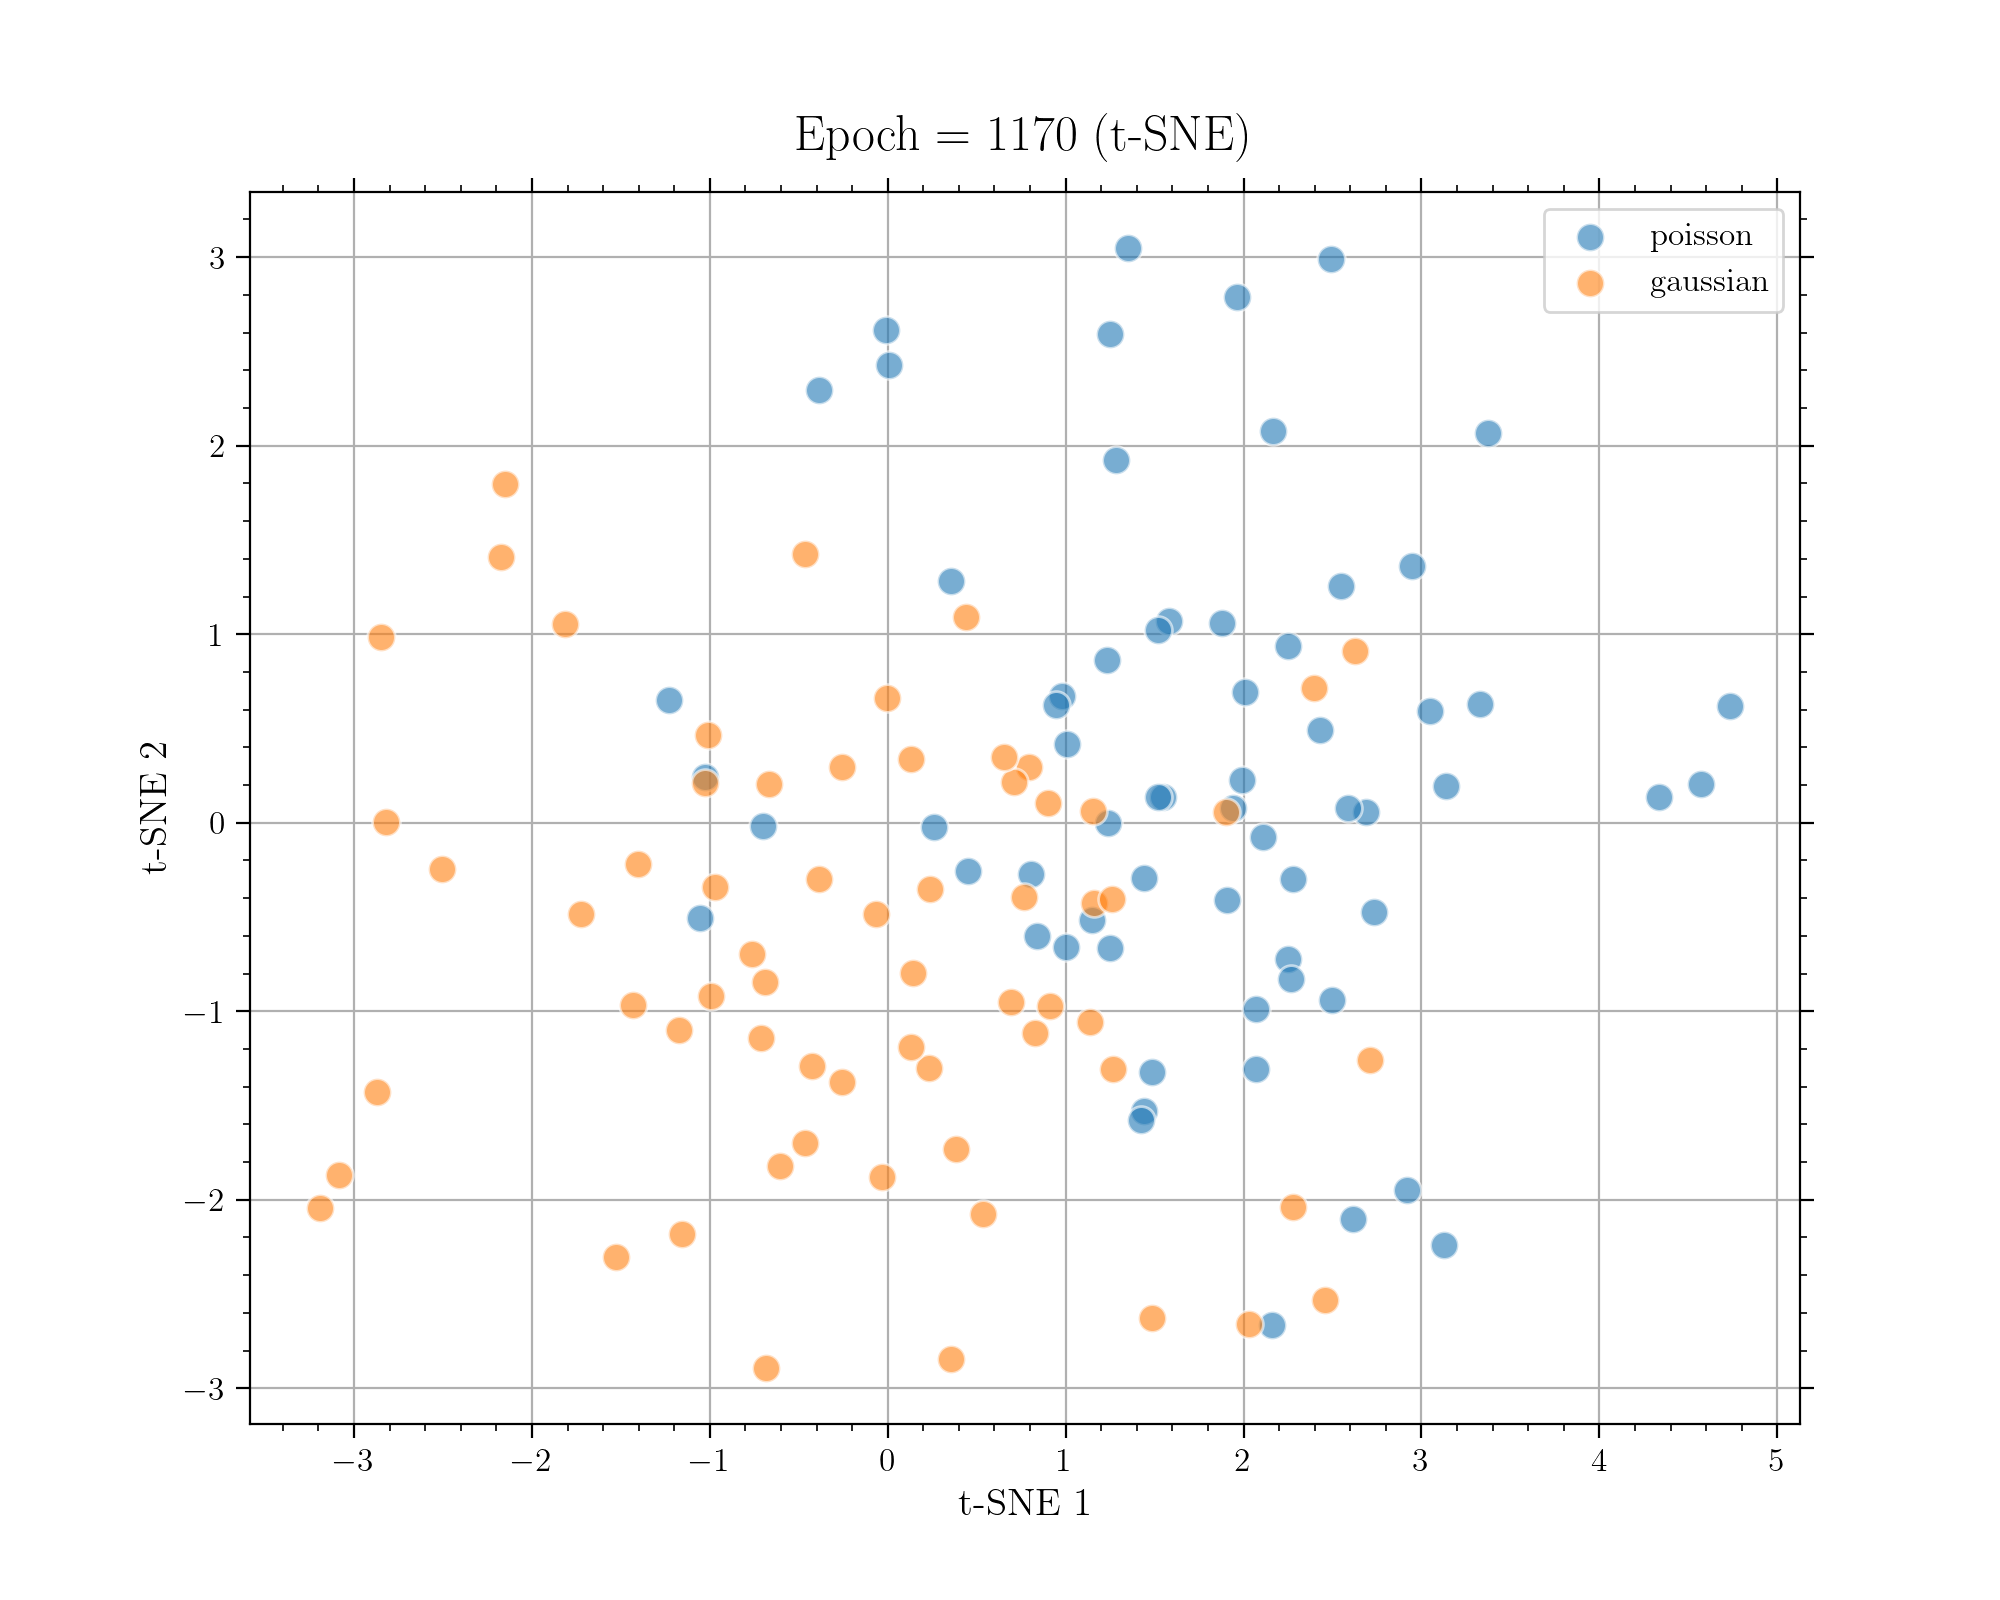 Epoch = 1170 (t-SNE)
poisson
gaussian
3
2
1
0
−1
−2
−3
t-SNE 2
−3 −2 −1 0 1 2 3 4 5
t-SNE 1